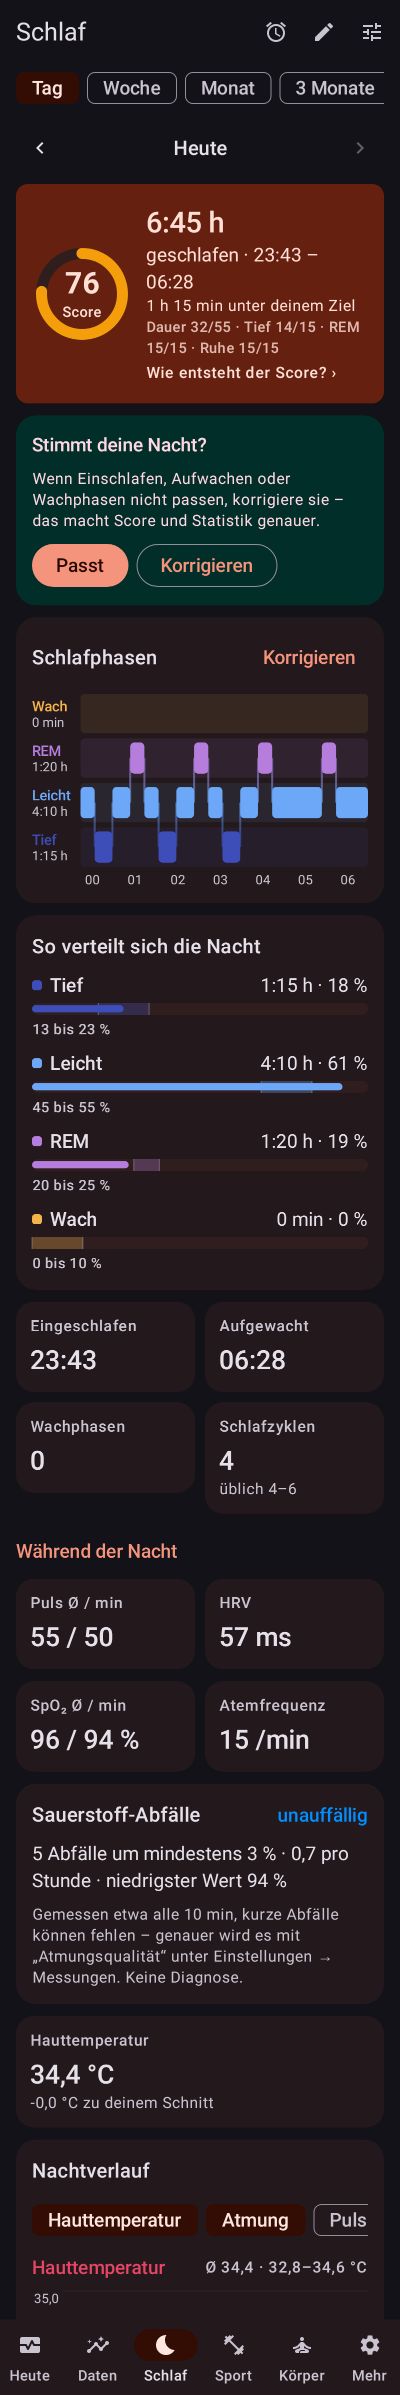 Schlaf
Tag Woche Monat 3 Monate
Heute
76
Score
6:45 h
geschlafen · 23:43 –
06:28
1 h 15 min unter deinem Ziel
Dauer 32/55 · Tief 14/15 · REM
15/15 · Ruhe 15/15
Wie entsteht der Score? ›
Stimmt deine Nacht?
Wenn Einschlafen, Aufwachen oder
Wachphasen nicht passen, korrigiere sie –
das macht Score und Statistik genauer.
Passt Korrigieren
Schlafphasen Korrigieren
Wach
0 min
REM
1:20 h
Leicht
4:10 h
Tief
1:15 h
00 01 02 03 04 05 06
So verteilt sich die Nacht
Tief 1:15 h · 18 %
13 bis 23 %
Leicht 4:10 h · 61 %
45 bis 55 %
REM 1:20 h · 19 %
20 bis 25 %
Wach 0 min · 0 %
0 bis 10 %
Eingeschlafen
23:43
Aufgewacht
06:28
Wachphasen
0
Schlafzyklen
4
üblich 4–6
Während der Nacht
Puls Ø / min
55 / 50
HRV
57 ms
SpO₂ Ø / min
96 / 94 %
Atemfrequenz
15 /min
Sauerstoff-Abfälle unauffällig
5 Abfälle um mindestens 3 % · 0,7 pro
Stunde · niedrigster Wert 94 %
Gemessen etwa alle 10 min, kurze Abfälle
können fehlen – genauer wird es mit
„Atmungsqualität“ unter Einstellungen →
Messungen. Keine Diagnose.
Hauttemperatur
34,4 °C
-0,0 °C zu deinem Schnitt
Nachtverlauf
Hauttemperatur Atmung Puls
Hauttemperatur Ø 34,4 · 32,8–34,6 °C
35,0
Heute Daten Schlaf Sport Körper Mehr